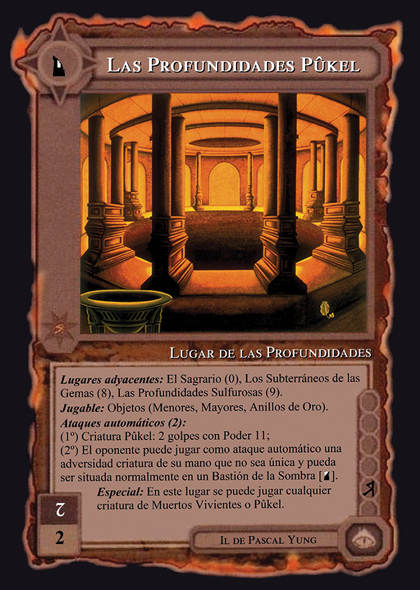 LAS PROFUNDIDADES PÛKEL
LUGAR DE LAS PROFUNDIDADES
Lugares adyacentes: El Sagrario (0), Los Subterráneos de las
Gemas (8), Las Profundidades Sulfurosas (9).
Jugable: Objetos (Menores, Mayores, Anillos de Oro).
Ataques automáticos (2):
(1º) Criatura Pûkel: 2 golpes con Poder 11;
(2º) El oponente puede jugar como ataque automático una
adversidad criatura de su mano que no sea única y pueda
ser situada normalmente en un Bastión de la Sombra [ ].
Especial: En este lugar se puede jugar cualquier
criatura de Muertos Vivientes o Pûkel.
2
IL DE PASCAL YUNG